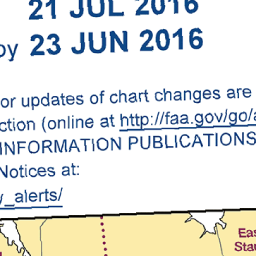 21 JUL 2016
by 23 JUN 2016
or updates of chart changes are
ction (online at http://faa.gov/go/a
INFORMATION PUBLICATIONS
Notices at:
_alerts/
Eas
Sta